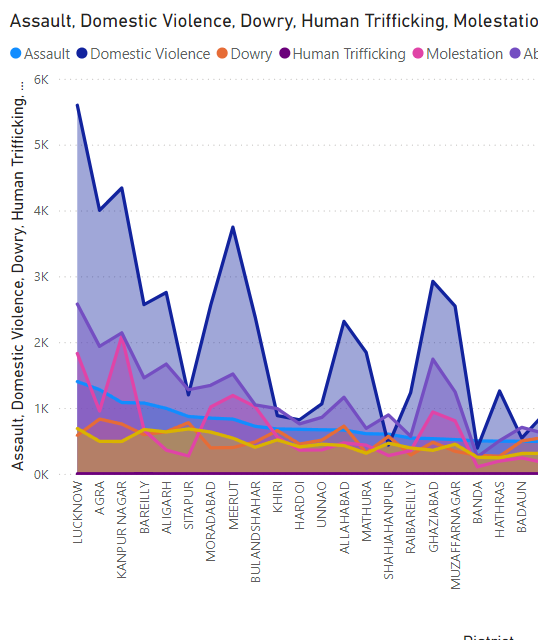 Assault, Domestic Violence, Dowry, Human Trifficking, Molestatio
Assault Domestic Violence Dowry Human Trifficking Molestation Ab
Assault, Domestic Violence, Dowry, Human Trifficking, ...
6K
5K
4K
3K
2K
1K
0K
LUCKNOW
AGRA
KANPUR NAGAR
BAREILLY
ALIGARH
SITAPUR
MORADABAD
MEERUT
BULANDSHAHAR
KHIRI
HARDOI
UNNAO
ALLAHABAD
MATHURA
SHAHJAHANPUR
RAIBAREILLY
GHAZIABAD
MUZAFFARNAGAR
BANDA
HATHRAS
BADAUN
District